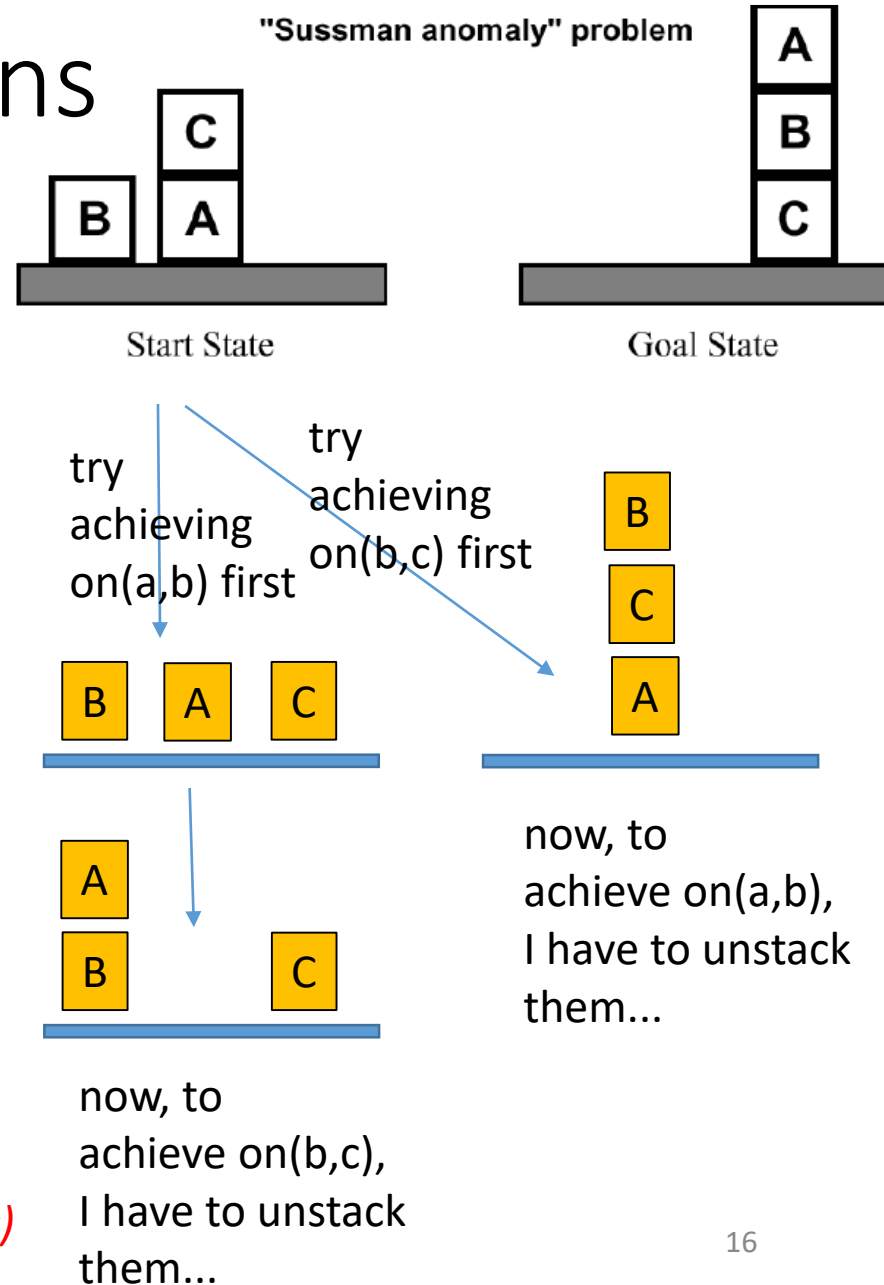 "Sussman anomaly" problem
ns
C
B A
Start State
A
B
C
Goal State
try
achieving
on(a,b) first
try
achieving
on(b,c) first
B A C
B
C
A
A
B C
now, to
achieve on(a,b),
I have to unstack
them...
now, to
achieve on(b,c),
I have to unstack
them...
)
16